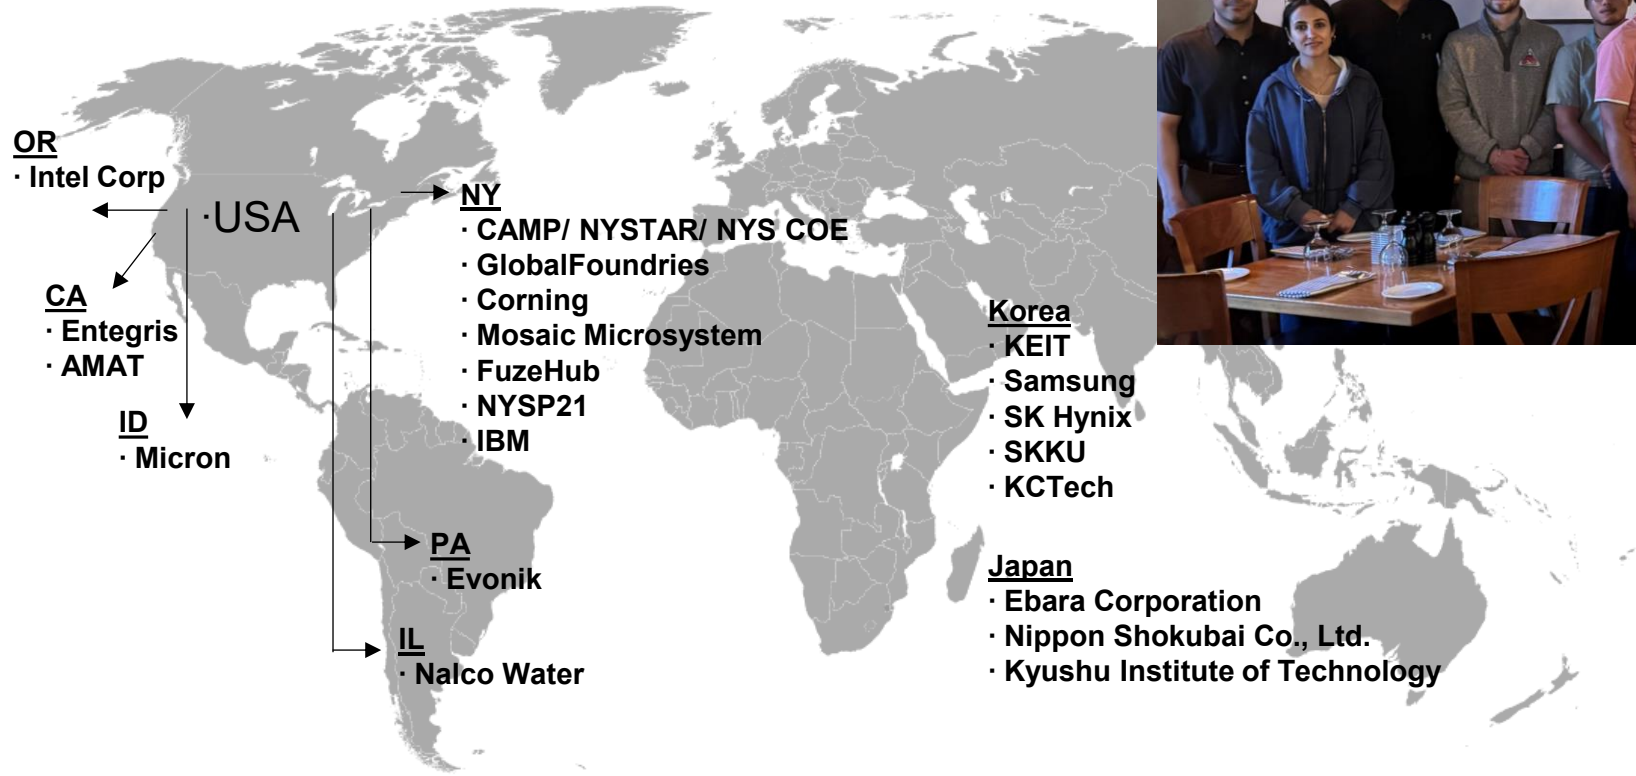 OR
· Intel Corp
·USA
CA
· Entegris
· AMAT
ID
· Micron
NY
· CAMP/ NYSTAR/ NYS COE
· GlobalFoundries
· Corning
· Mosaic Microsystem
· FuzeHub
· NYSP21
· IBM
PA
· Evonik
IL
· Nalco Water
Korea
· KEIT
· Samsung
· SK Hynix
· SKKU
· KCTech
Japan
· Ebara Corporation
· Nippon Shokubai Co., Ltd.
· Kyushu Institute of Technology